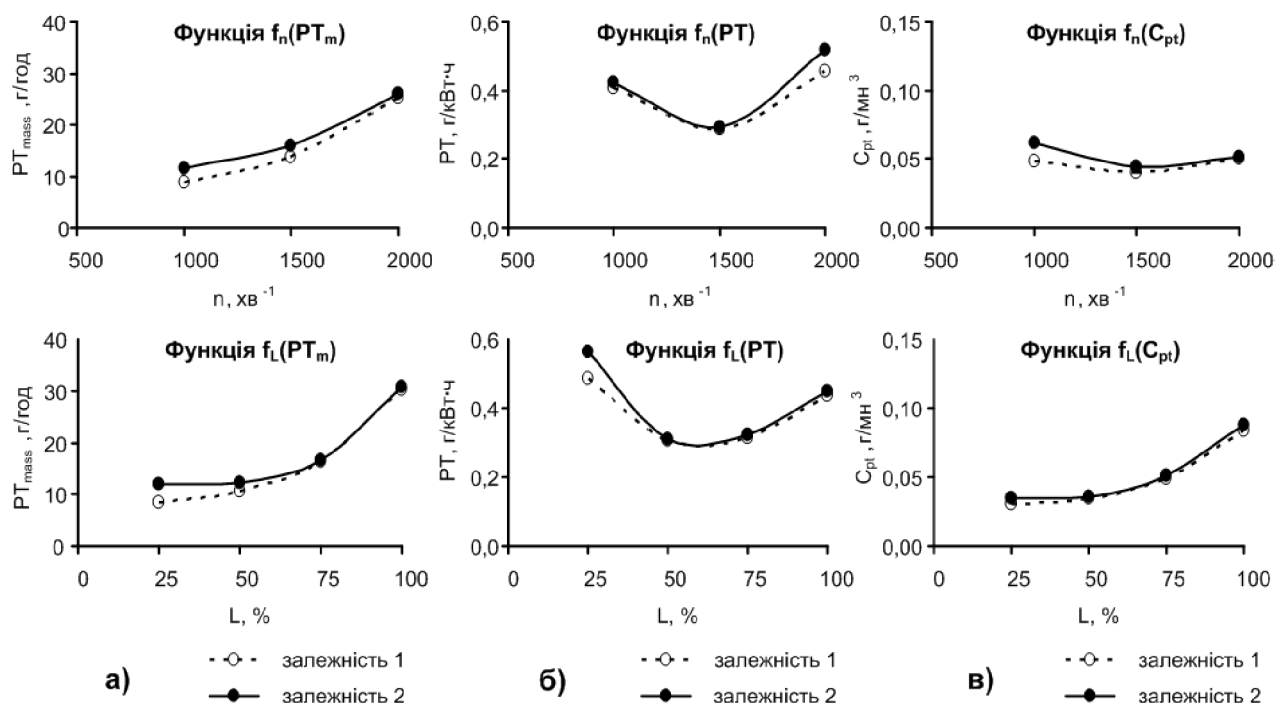 Функція fn(PTm)
PTmass , г/год
40
30
20
10
0
500 1000 1500 2000
n, хв -1
Функція fn(PT)
PT, г/кВт·ч
0,6
0,4
0,2
0,0
500 1000 1500 2000
n, хв -1
Функція fn(Cpt)
Cpt , г/мн 3
0,15
0,10
0,05
0,00
500 1000 1500 2000
n, хв -1
Функція fL(PTm)
PTmass , г/год
40
30
20
10
0
0 25 50 75 100
L, %
Функція fL(PT)
PT, г/кВт·ч
0,6
0,4
0,2
0,0
0 25 50 75 100
L, %
Функція fL(Cpt)
Cpt , г/мн 3
0,15
0,10
0,05
0,00
0 25 50 75 100
L, %
а)
залежність 1
залежність 2
б)
залежність 1
залежність 2
в)
залежність 1
залежність 2